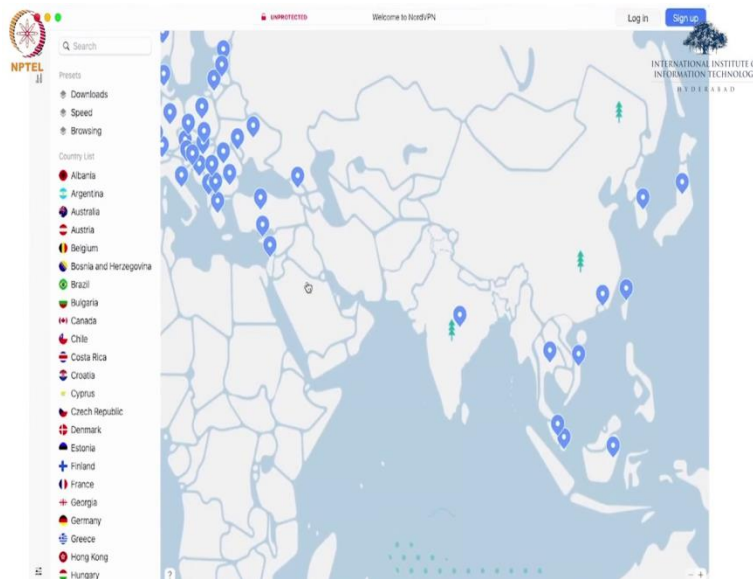 UNPROTECTED
Welcome to NordVPN
Log in
Sign up
NPTEL
INTERNATIONAL INSTITUTE O
INFORMATION TECHNOLOG
HYDERABAD
Search
Presets
Downloads
Speed
Browsing
Country List
Albania
Argentina
Australia
Austria
Belgium
Bosnia and Herzegovina
Brazil
Bulgaria
Canada
Chile
Costa Rica
Croatia
Cyprus
Czech Republic
Denmark
Estonia
Finland
France
Georgia
Germany
Greece
Hong Kong
Hungary
?
- +